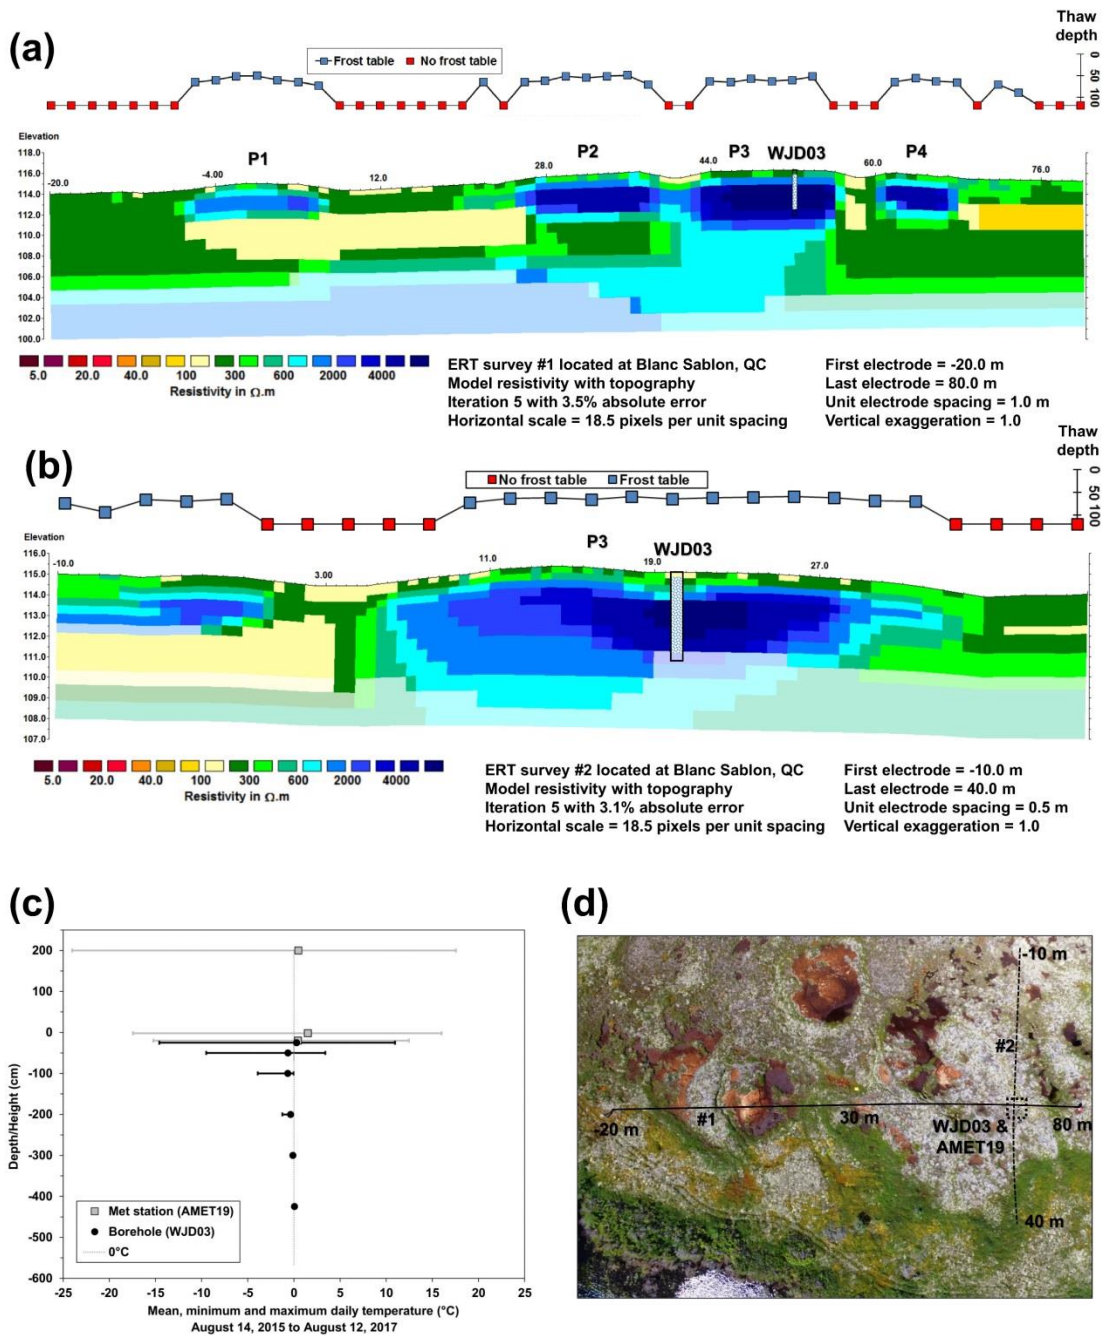 (a)
Thaw depth
Frost table No frost table
0
50
100
Elevation
118.0
116.0
114.0
112.0
110.0
108.0
106.0
104.0
102.0
100.0
P1 P2 P3 WJD03 P4
-20.0 -4.00 12.0 28.0 44.0 60.0 76.0
5.0 20.0 40.0 100 300 600 2000 4000
Resistivity in Ω.m
ERT survey #1 located at Blanc Sablon, QC
Model resistivity with topography
Iteration 5 with 3.5% absolute error
Horizontal scale = 18.5 pixels per unit spacing
First electrode = -20.0 m
Last electrode = 80.0 m
Unit electrode spacing = 1.0 m
Vertical exaggeration = 1.0
(b)
Thaw depth
No frost table Frost table
0
50
100
Elevation
116.0
115.0
114.0
113.0
112.0
111.0
110.0
109.0
108.0
107.0
P3 WJD03
-10.0 3.00 11.0 19.0 27.0
5.0 20.0 40.0 100 300 600 2000 4000
Resistivity in Ω.m
ERT survey #2 located at Blanc Sablon, QC
Model resistivity with topography
Iteration 5 with 3.1% absolute error
Horizontal scale = 18.5 pixels per unit spacing
First electrode = -10.0 m
Last electrode = 40.0 m
Unit electrode spacing = 0.5 m
Vertical exaggeration = 1.0
(c)
Depth/Height (cm)
200
100
0
-100
-200
-300
-400
-500
-600
Met station (AMET19)
Borehole (WJD03)
0°C
-25 -20 -15 -10 -5 0 5 10 15 20 25
Mean, minimum and maximum daily temperature (°C)
August 14, 2015 to August 12, 2017
(d)
-10 m
#2
-20 m #1 30 m 80 m
WJD03 &
AMET19
40 m